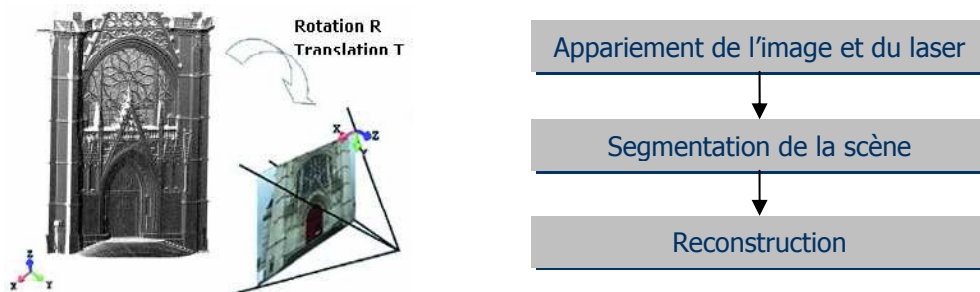 Rotation R
Translation T
X
Z
Y
Z
X
Y
Appariement de l’image et du laser
Segmentation de la scène
Reconstruction